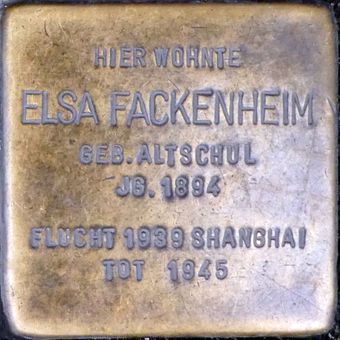 HIER WOHNTE
ELSA FACKENHEIM
GEB. ALTSCHUL
JG. 1894
FLUCHT 1939 SHANGHAI
TOT 1945